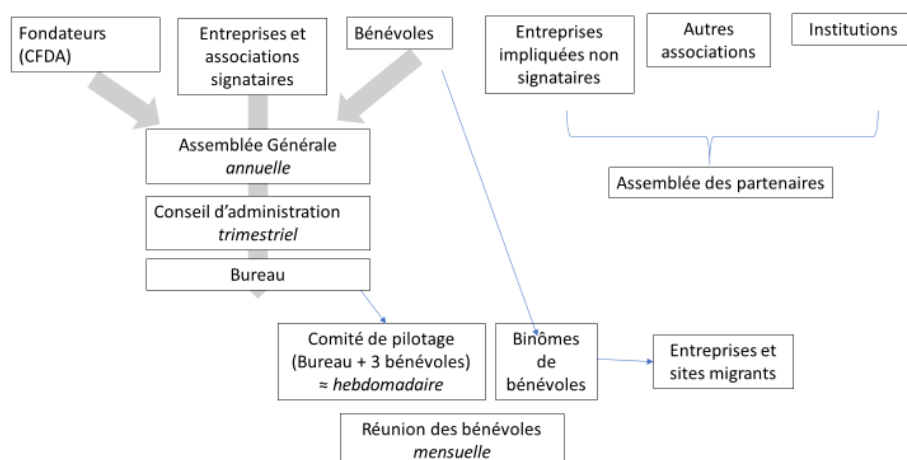 Fondateurs
(CFDA)
Entreprises et
associations
signataires
Bénévoles
Entreprises
impliquées non
signataires
Autres
associations
Institutions
Assemblée Générale
annuelle
Assemblée des partenaires
Conseil d'administration
trimestriel
Bureau
Comité de pilotage
(Bureau + 3 bénévoles)
≈ hebdomadaire
Binômes
de
bénévoles
Entreprises et
sites migrants
Réunion des bénévoles
mensuelle